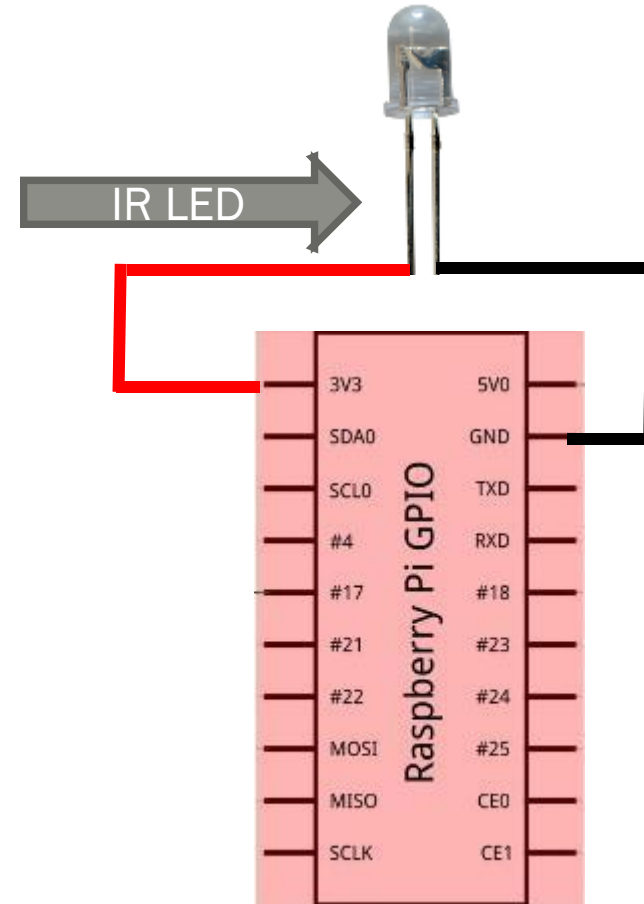 IR LED
3V3 5V0
SDA0 GND
SCL0 TXD
#4 RXD
#17 #18
#21 #23
#22 #24
MOSI #25
MISO CE0
SCLK CE1
Raspberry Pi GPIO